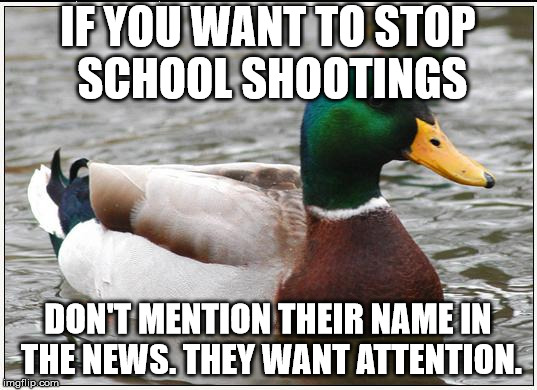 IF YOU WANT TO STOP
SCHOOL SHOOTINGS
DON'T MENTION THEIR NAME IN
THE NEWS. THEY WANT ATTENTION.
imgflip.com